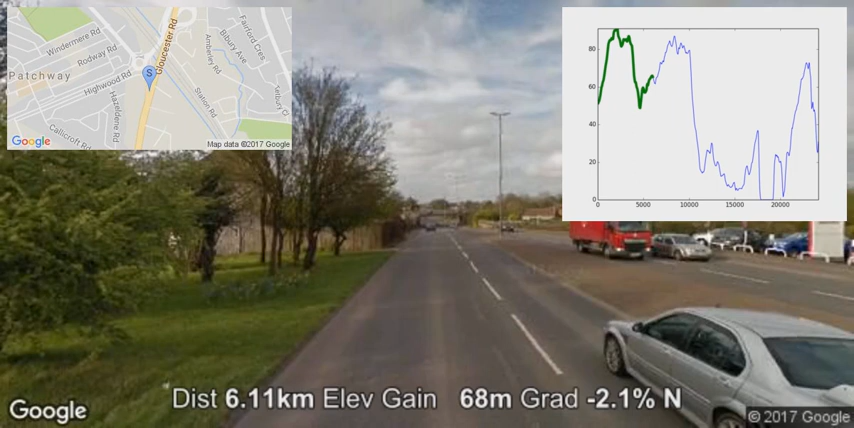 Windermere Rd
Rodway Rd
Patchway
Highwood Rd
Hazeldene Rd
Callicroft Rd
S
Gloucester Rd
Amberley Rd
Bibury Ave
Fairford Cres
Station Rd
Google
Map data ©2017 Google
80
60
40
20
0
0 5000 10000 15000 20000
Dist 6.11km Elev Gain 68m Grad -2.1% N
Google
© 2017 Google